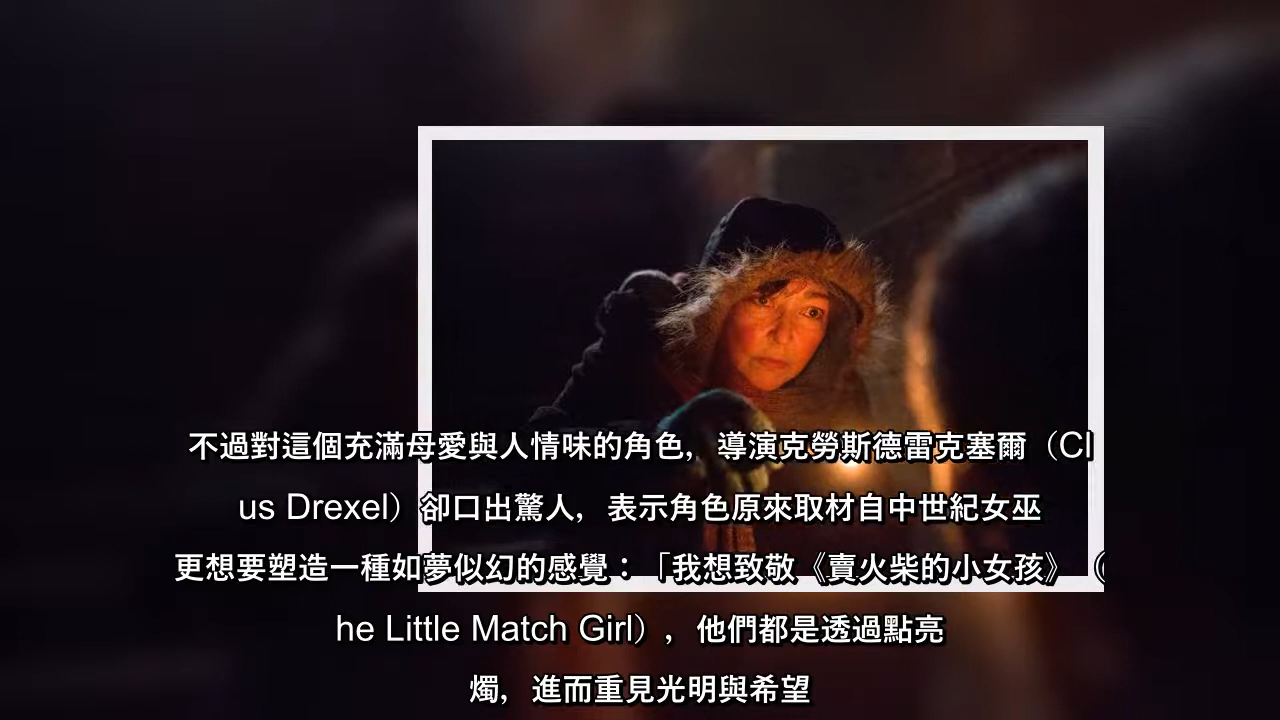 不過對這個充滿母愛與人情味的角色，導演克勞斯德雷克塞爾（Cl
us Drexel）卻口出驚人，表示角色原來取材自中世紀女巫
更想要塑造一種如夢似幻的感覺：「我想致敬《賣火柴的小女孩》（
he Little Match Girl），他們都是透過點亮
燭，進而重見光明與希望